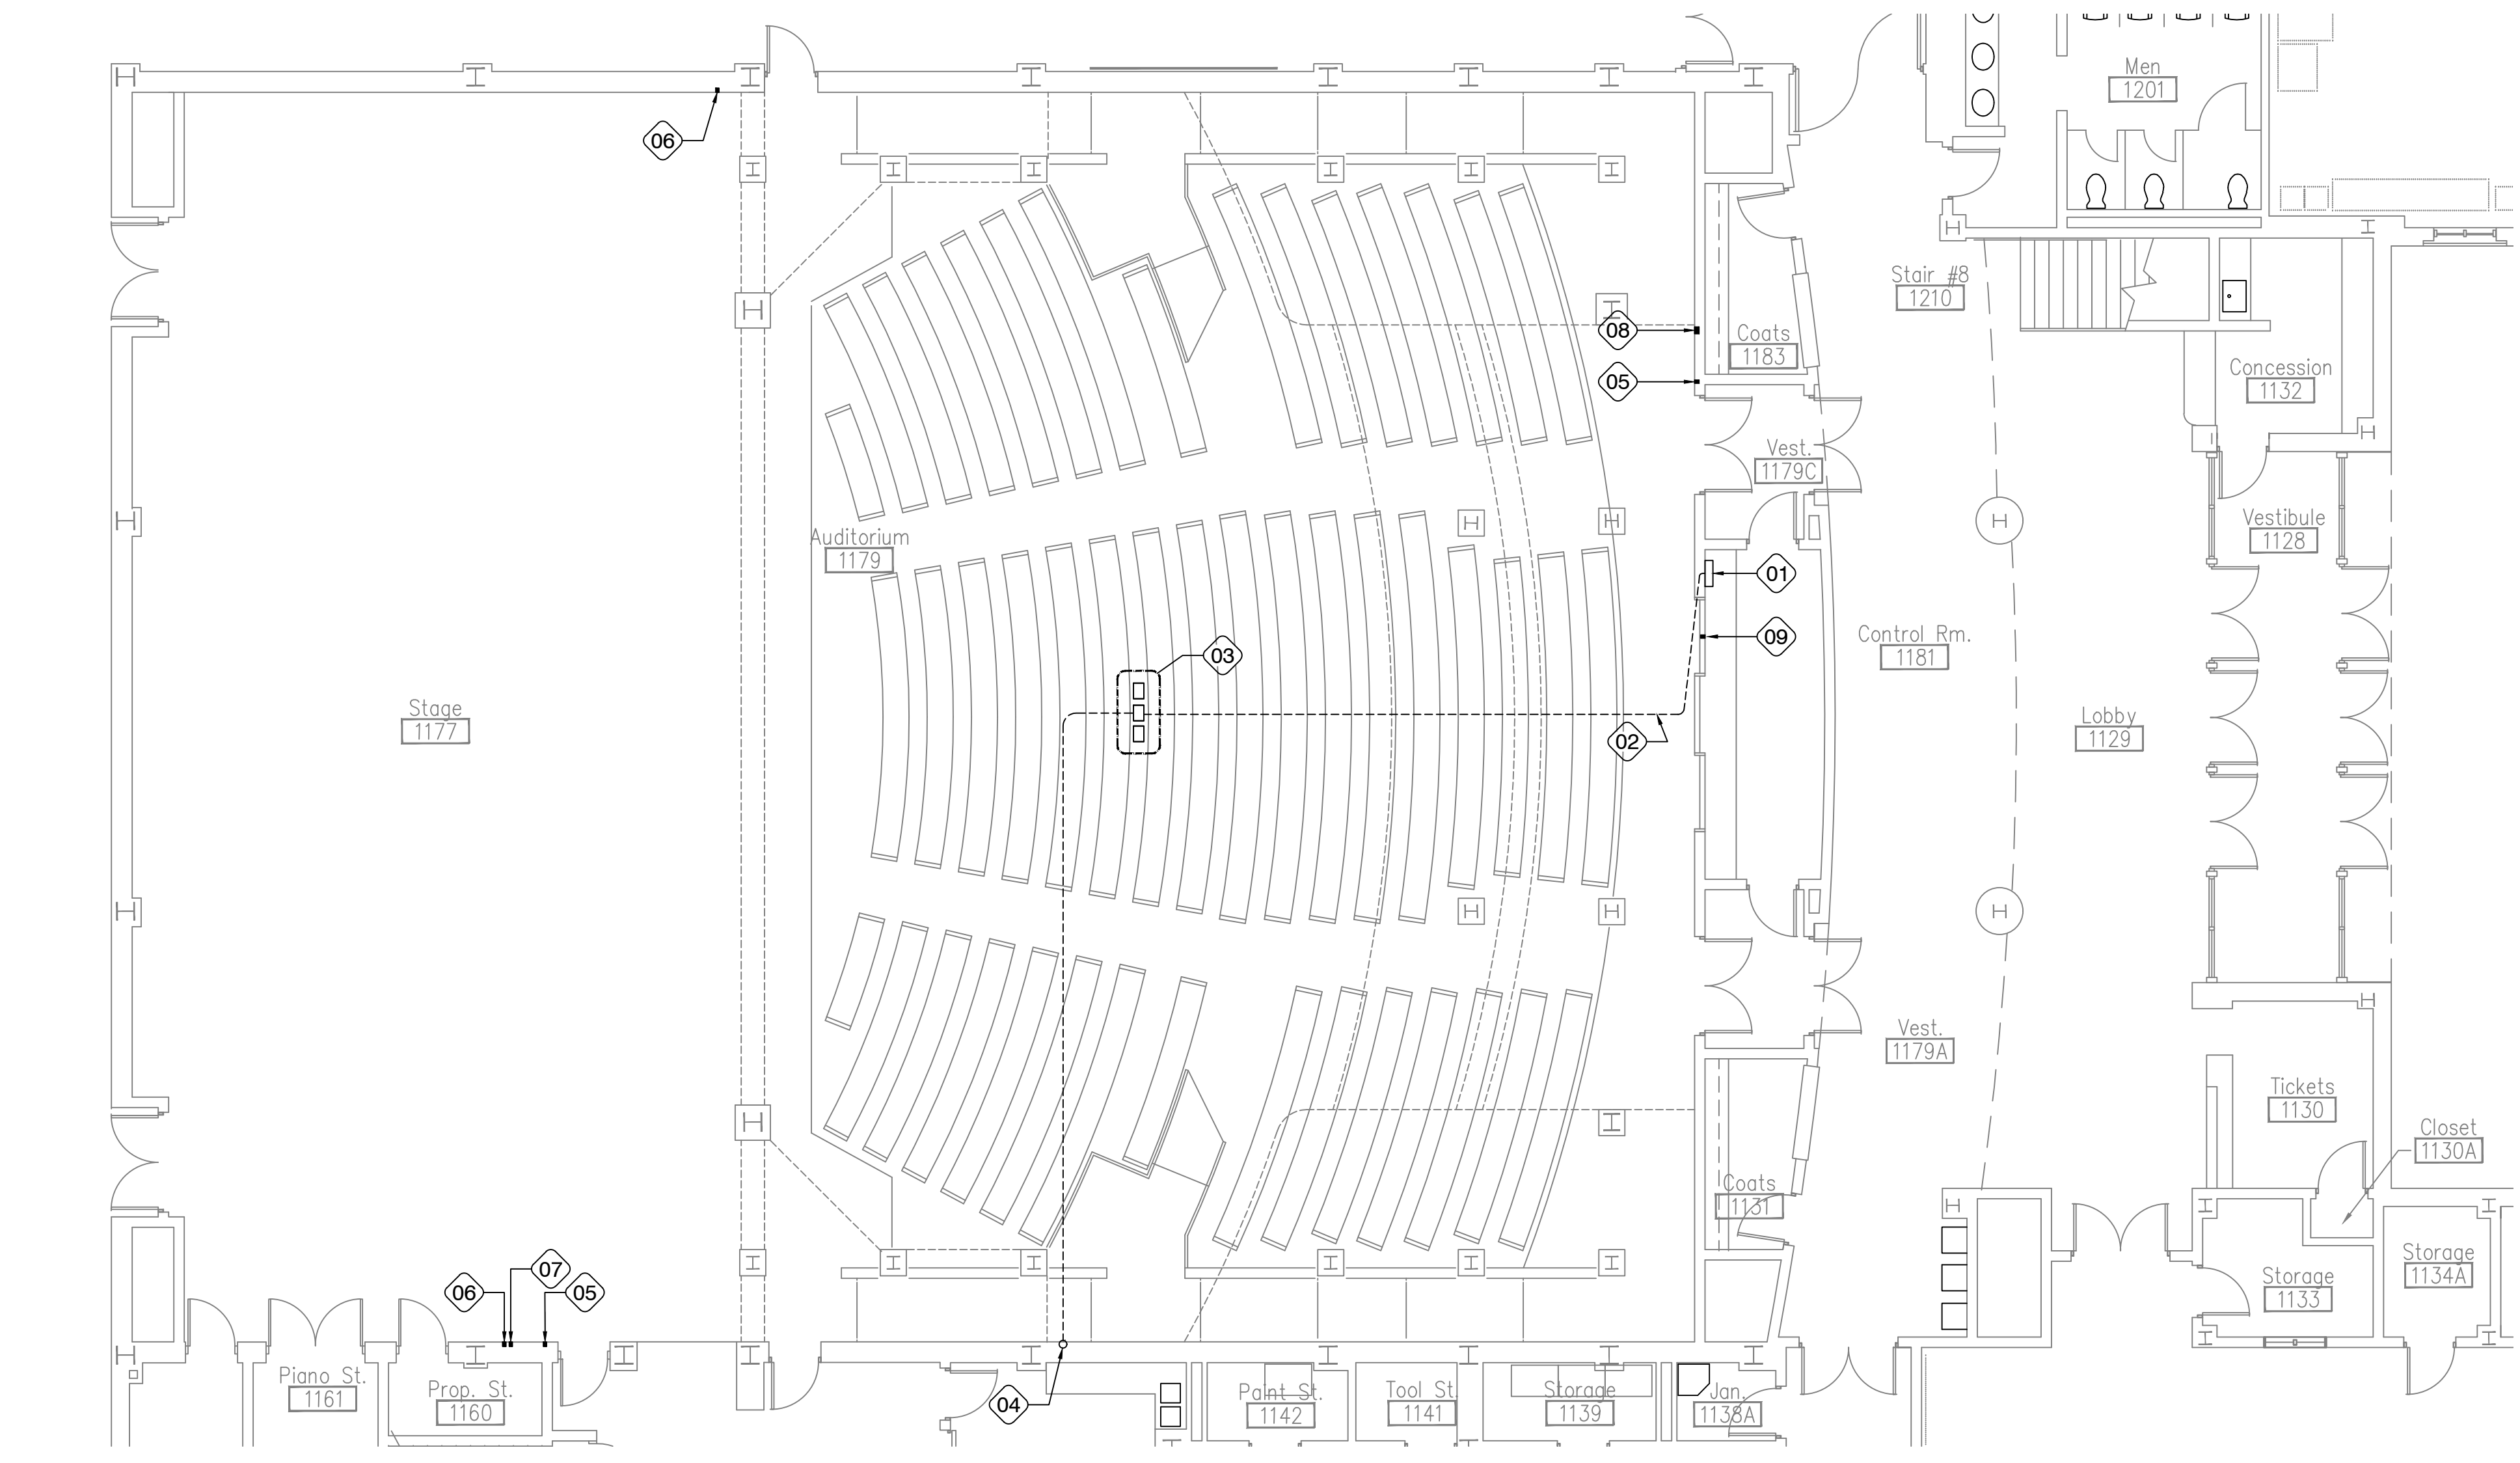 Men
1201
06
Stair #8
1210
08
Coats
1183
05
Concession
1132
Vest.
1179C
Vestibule
1128
Auditorium
1179
01
09
Control Rm.
1181
03
Stage
1177
02
Lobby
1129
Vest.
1179A
Tickets
1130
Closet
1130A
Coats
1131
07
06
05
Storage
1134A
Storage
1133
Piano St.
1161
Prop. St.
1160
04
Paint St.
1142
Tool St.
1141
Storage
1139
Jan.
1138A